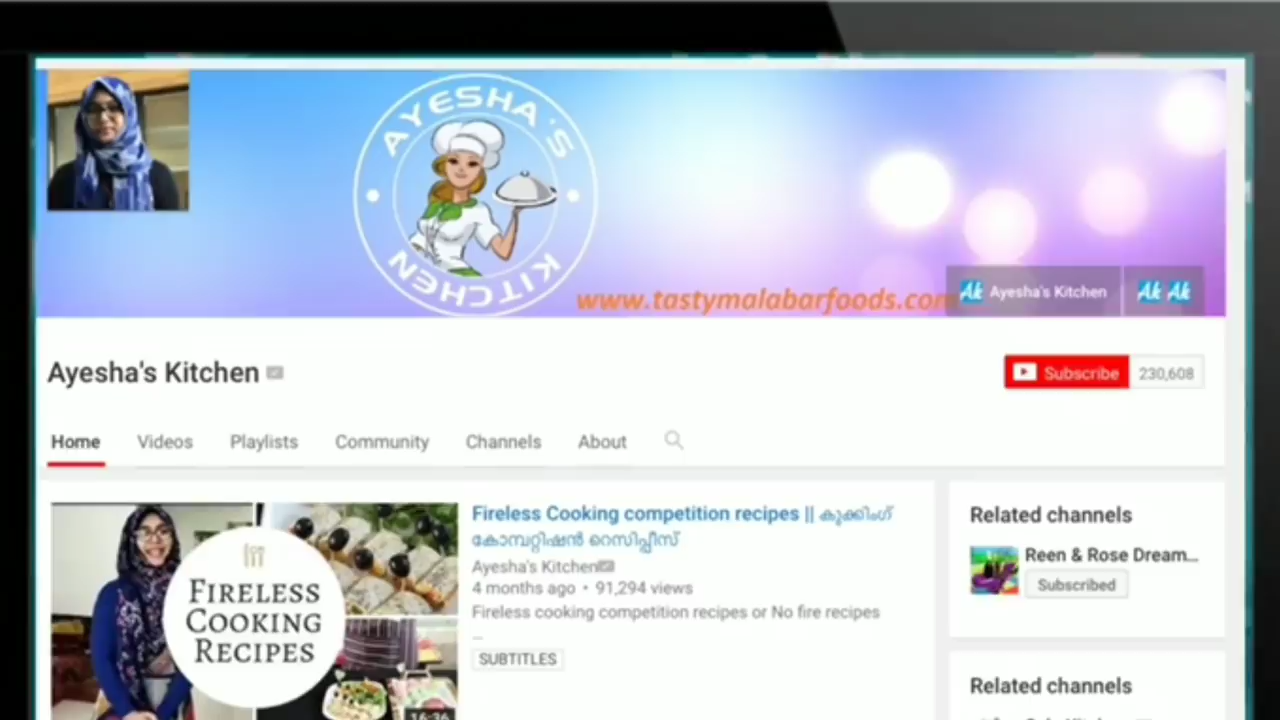 AYESHA'S
KITCHEN
www.tastymalabarfoods.com
Ak Ayesha's Kitchen
Ak Ak
Ayesha's Kitchen
Subscribe 230,608
Home Videos Playlists Community Channels About
Fireless Cooking competition recipes || കുക്കിംഗ്
കോമ്പറ്റിഷൻ റെസിപ്പീസ്
Ayesha's Kitchen
4 months ago • 91,294 views
Fireless cooking competition recipes or No fire recipes
...
SUBTITLES
FIRELESS
COOKING
RECIPES
16:36
Related channels
Reen & Rose Dream...
Subscribed
Related channels